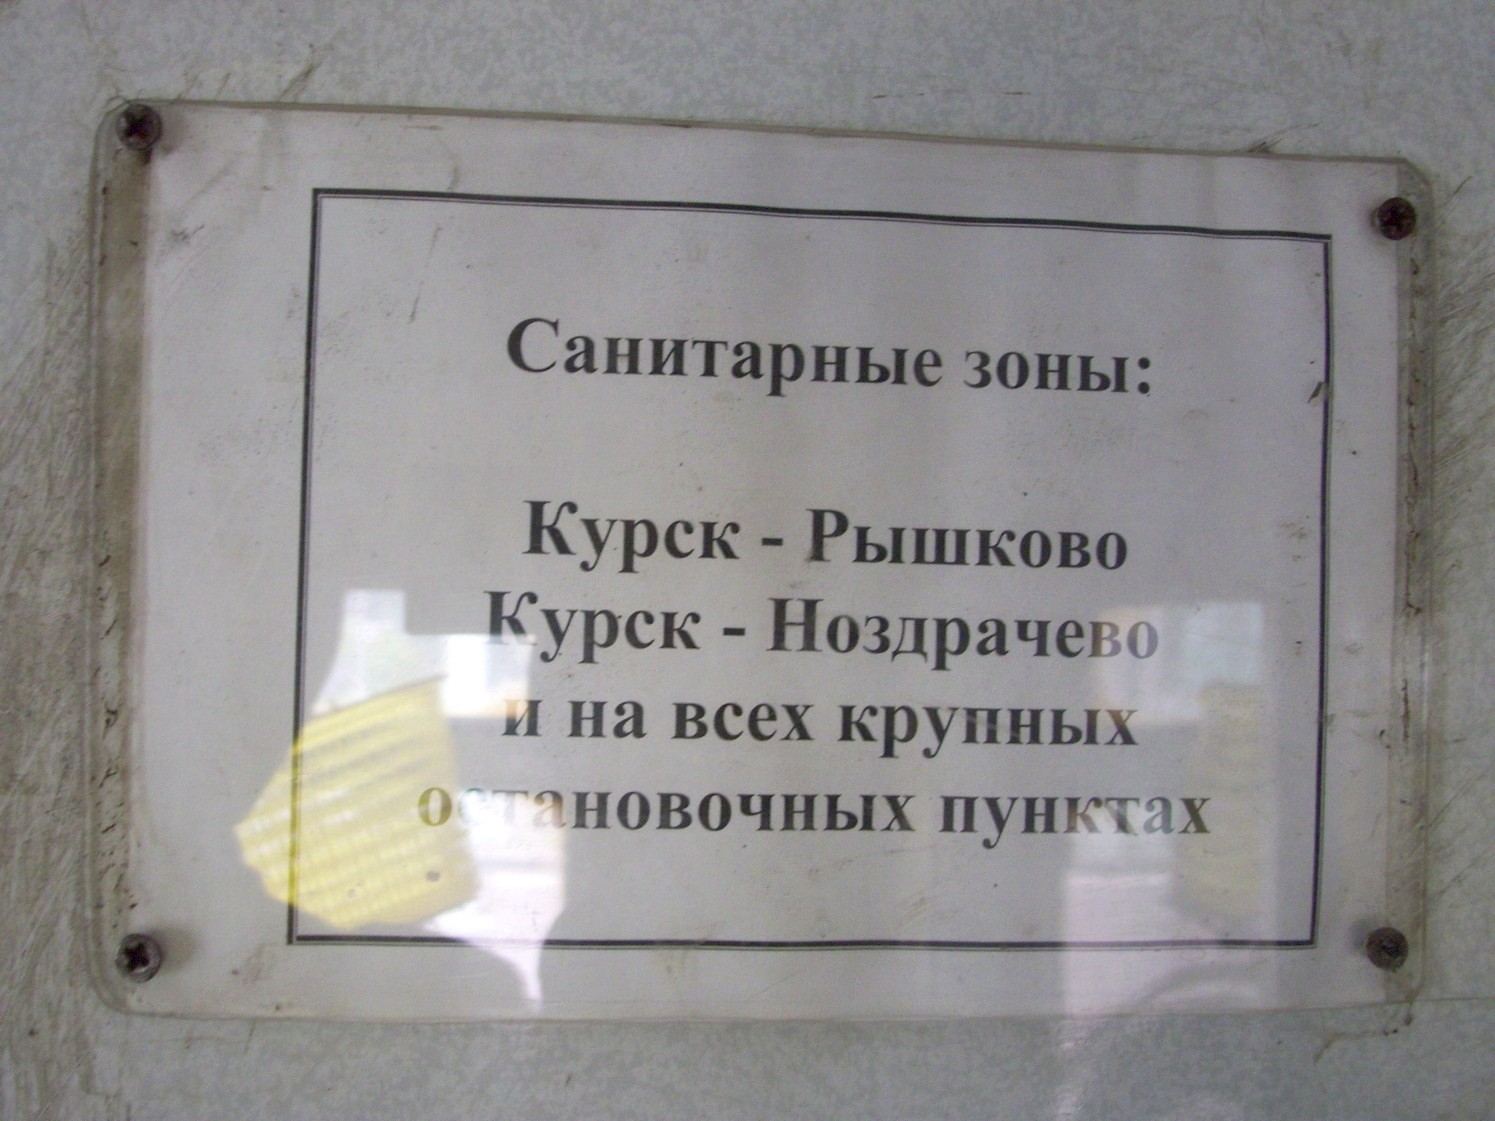 Санитарные зоны:
Курск - Рышково
Курск - Ноздрачево
и на всех крупных
остановочных пунктах